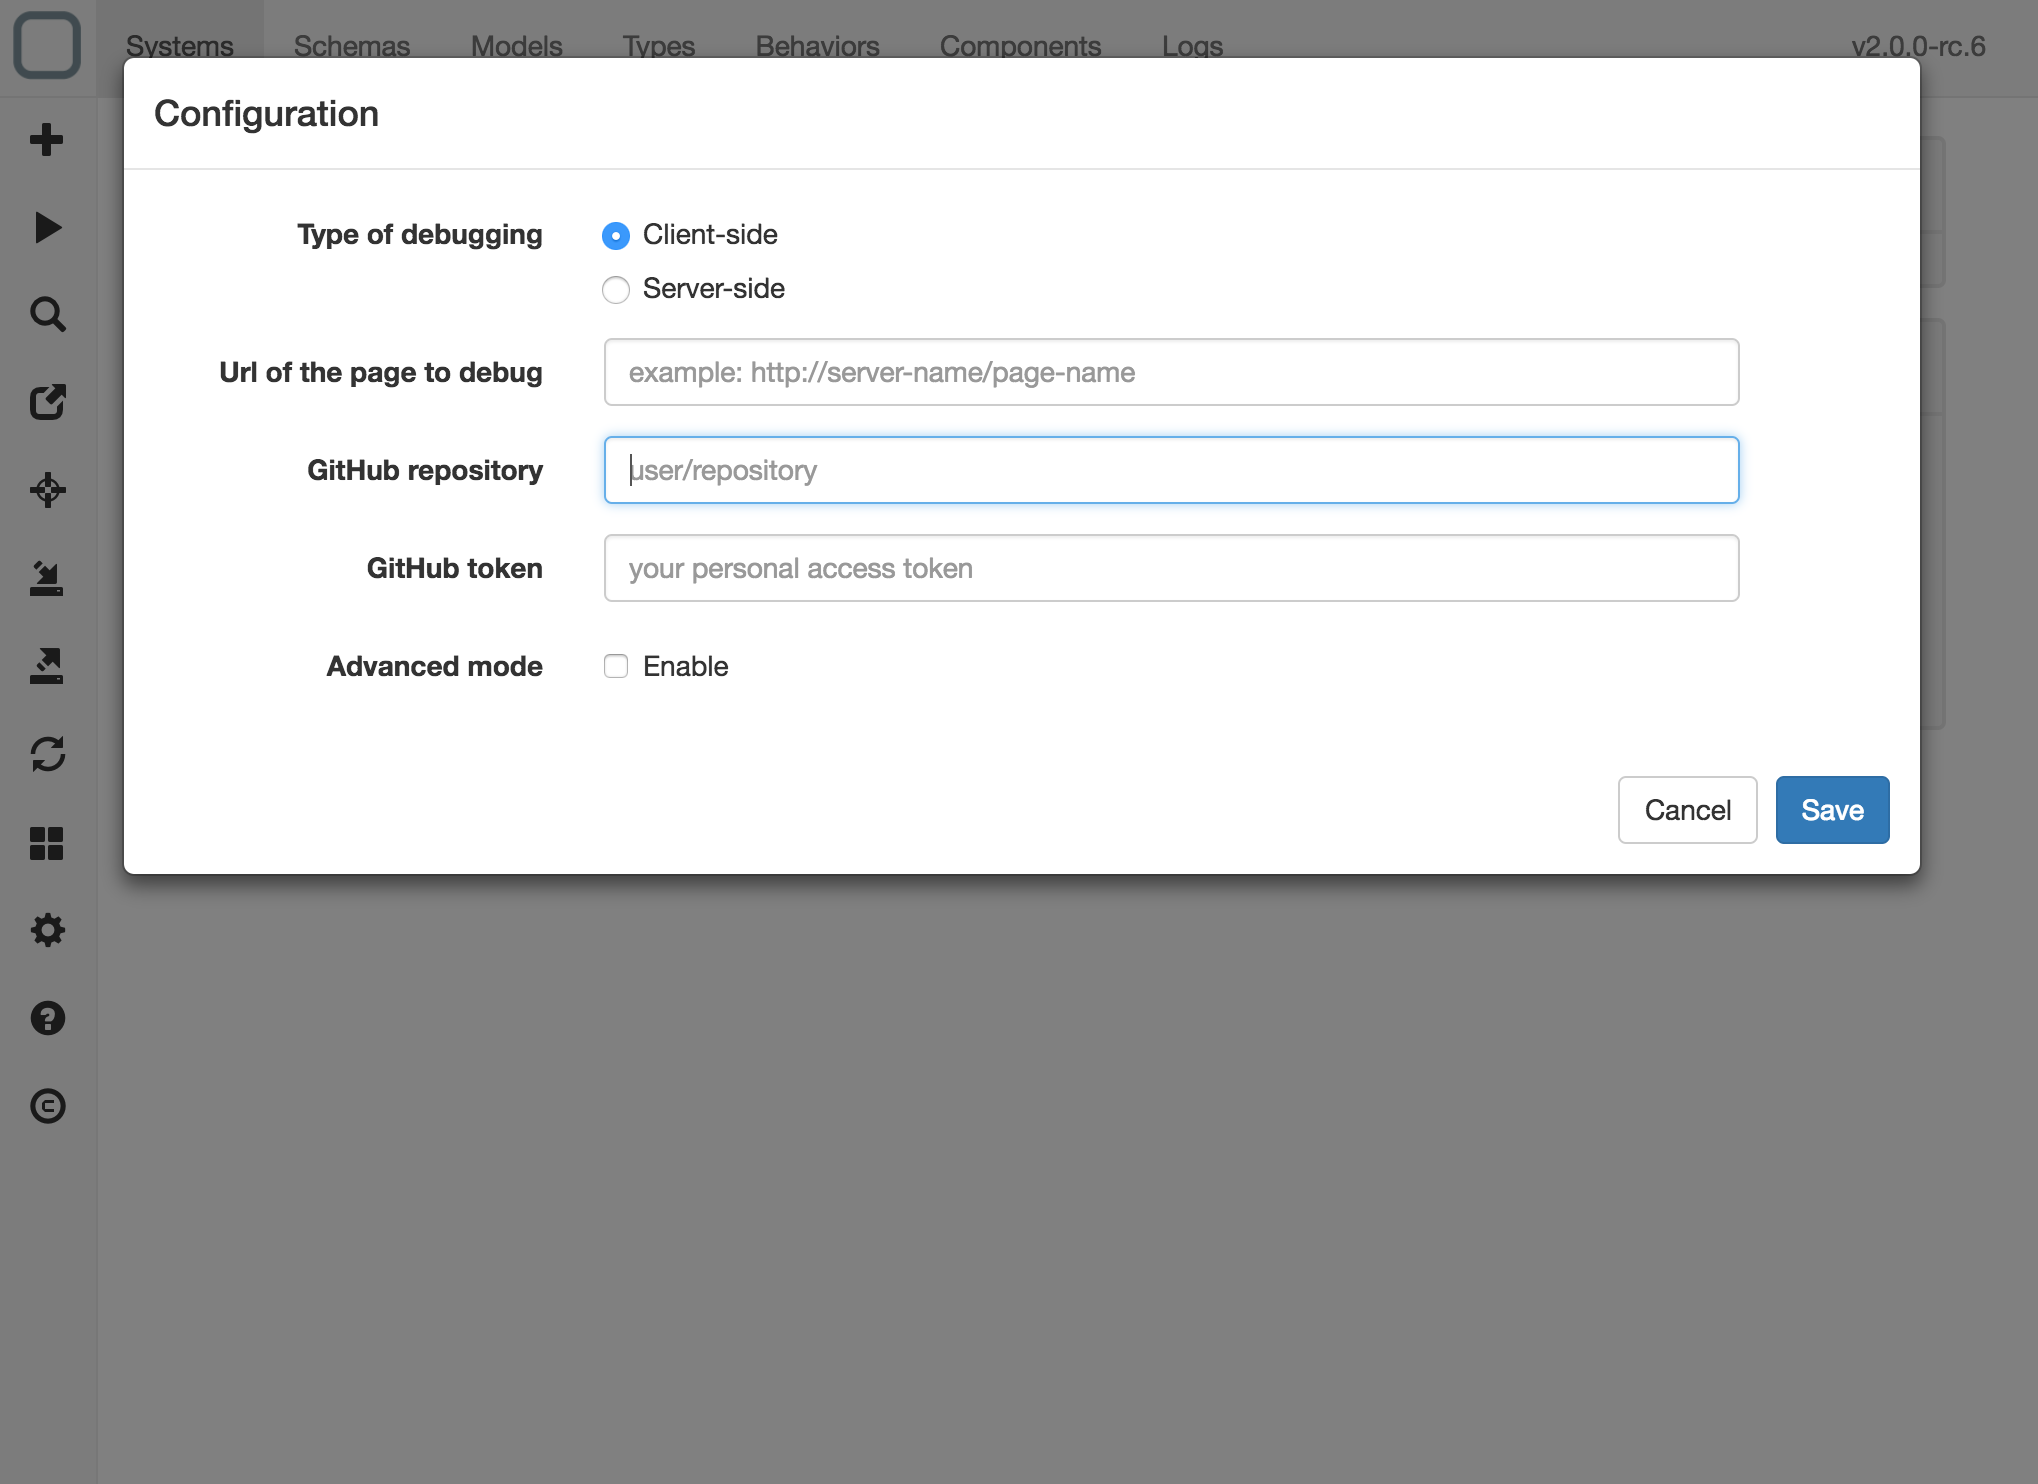 Systems Schemas Models Types Behaviors Components Logs v2.0.0-rc.6
Configuration
Type of debugging Client-side
Server-side
Url of the page to debug example: http://server-name/page-name
GitHub repository user/repository
GitHub token your personal access token
Advanced mode Enable
Cancel Save